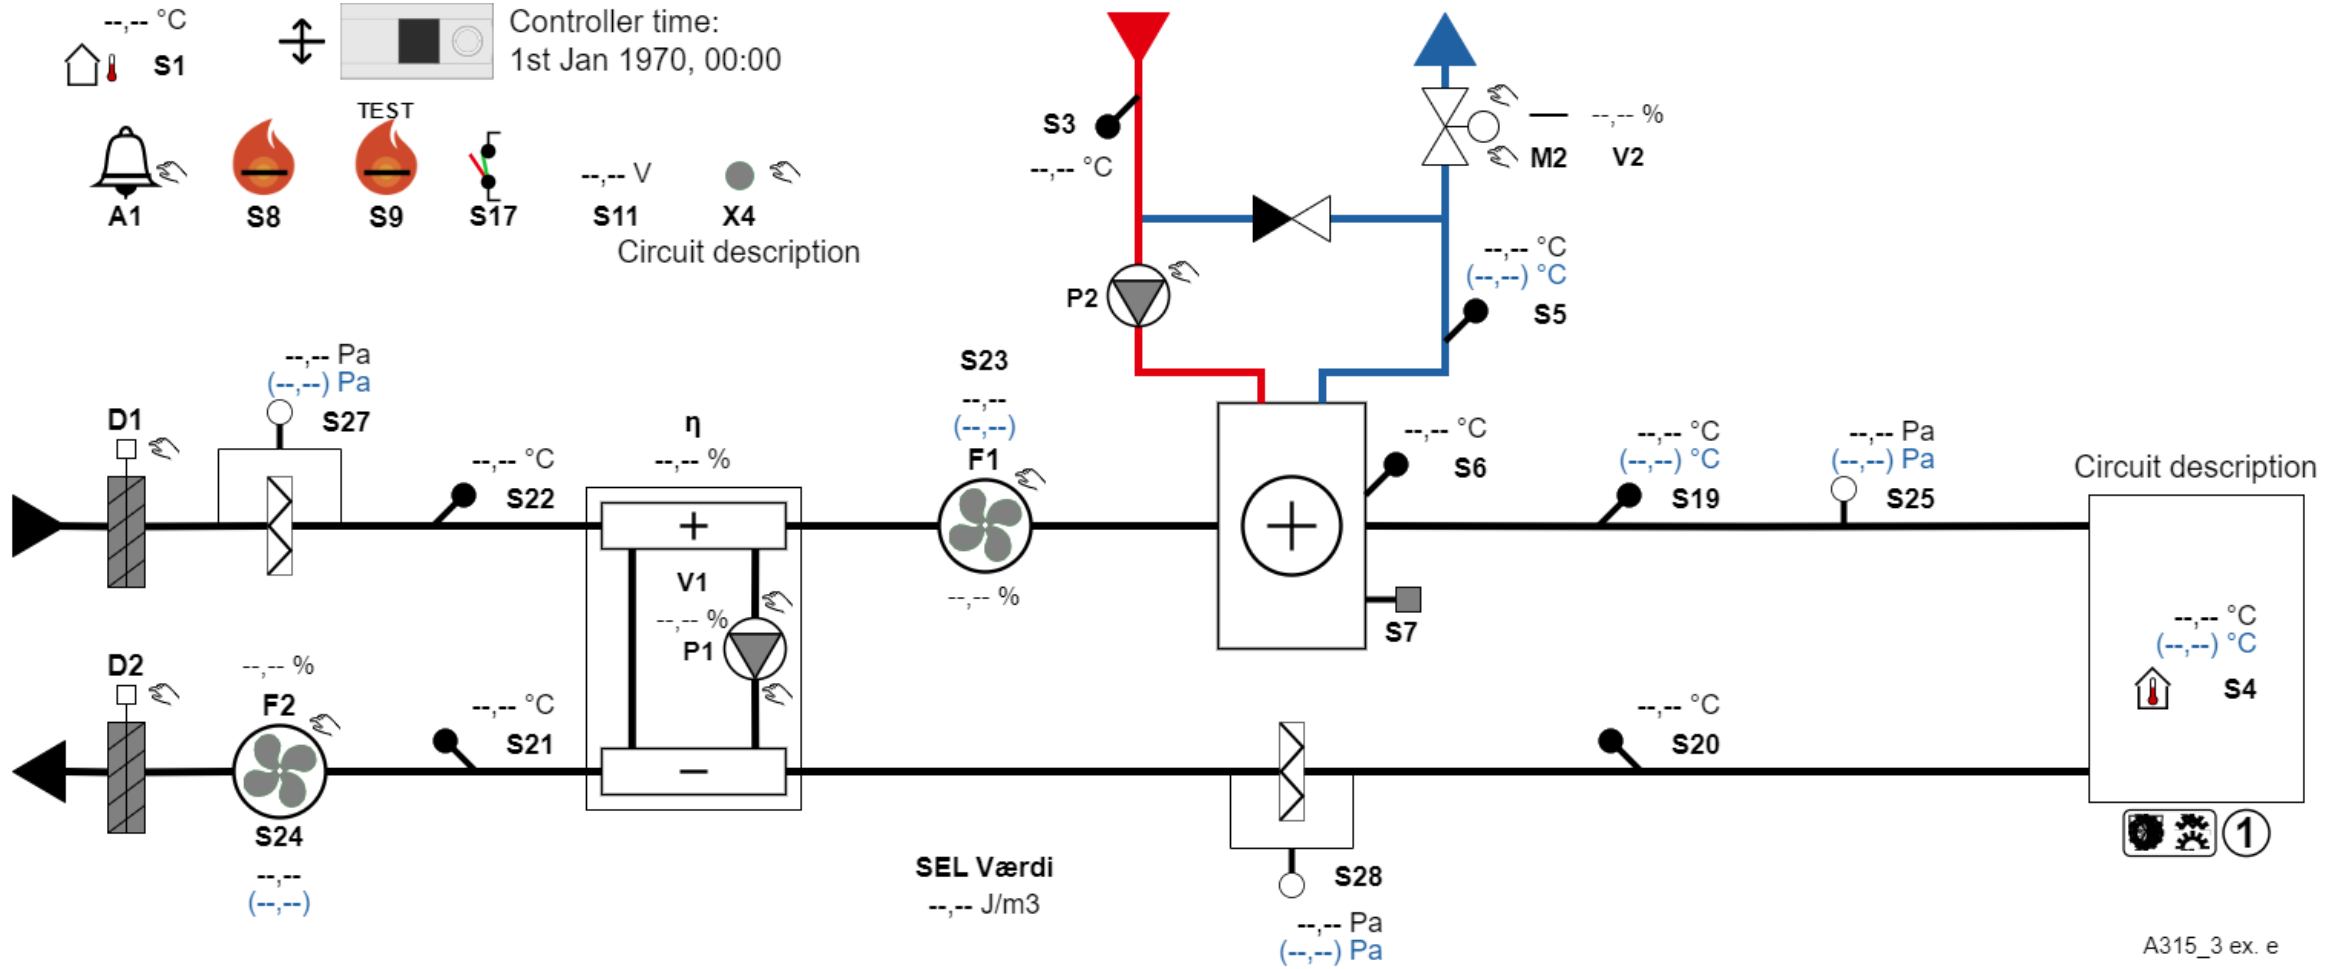 --,-- °C
S1
Controller time:
1st Jan 1970, 00:00
TEST
A1
S8
S9
S17
--,-- V
S11
X4
Circuit description
S3
--,-- °C
--,-- %
M2
V2
P2
--,-- °C
(--,--) °C
S5
--,-- Pa
(--,--) Pa
S27
D1
--,-- °C
S22
η
--,-- %
S23
--,--
(--,--)
F1
--,-- %
--,-- °C
S6
--,-- °C
(--,--) °C
S19
--,-- Pa
(--,--) Pa
S25
Circuit description
V1
--,-- %
P1
S7
--,-- °C
(--,--) °C
S4
D2
--,-- %
F2
S24
--,--
(--,--)
--,-- °C
S21
--,-- °C
S20
1
SEL Værdi
--,-- J/m3
S28
--,-- Pa
(--,--) Pa
A315_3 ex. e